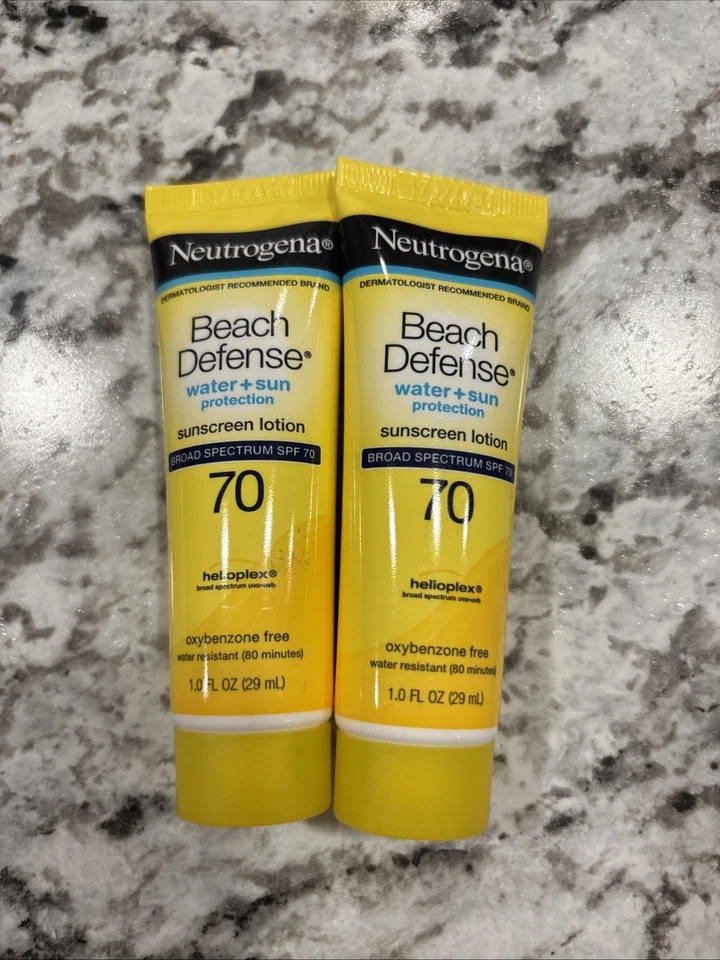 Neutrogena®
DERMATOLOGIST RECOMMENDED BRAND
Beach
Defense®
water + sun
protection
sunscreen lotion
BROAD SPECTRUM SPF 70
70
helioplex®
broad spectrum uva•uvb
oxybenzone free
water resistant (80 minutes)
1.0 FL OZ (29 mL)
Neutrogena®
DERMATOLOGIST RECOMMENDED BRAND
Beach
Defense®
water + sun
protection
sunscreen lotion
BROAD SPECTRUM SPF 70
70
helioplex®
broad spectrum uva•uvb
oxybenzone free
water resistant (80 minutes)
1.0 FL OZ (29 mL)